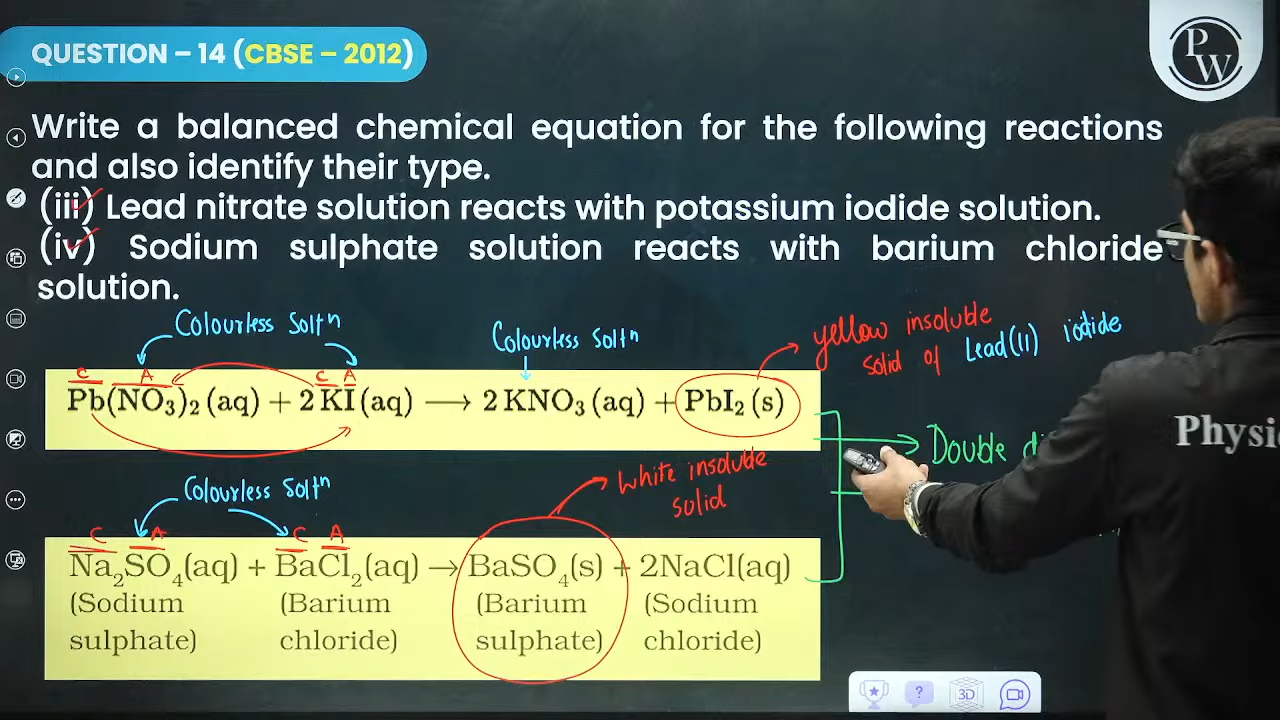 QUESTION – 14 (CBSE – 2012)
PW
Write a balanced chemical equation for the following reactions
and also identify their type.
(iii) Lead nitrate solution reacts with potassium iodide solution.
(iv) Sodium sulphate solution reacts with barium chloride
solution.
Colourless Soltⁿ
Colourless Soltⁿ
yellow insoluble
solid of Lead(II) iodide
C A C A
Pb(NO₃)₂ (aq) + 2 KI (aq) ⟶ 2 KNO₃ (aq) + PbI₂ (s)
Physi
Double
White insoluble
solid
Colourless Soltⁿ
C A C A
Na₂SO₄(aq) + BaCl₂(aq) → BaSO₄(s) + 2NaCl(aq)
(Sodium (Barium (Barium (Sodium
sulphate) chloride) sulphate) chloride)
?
3D